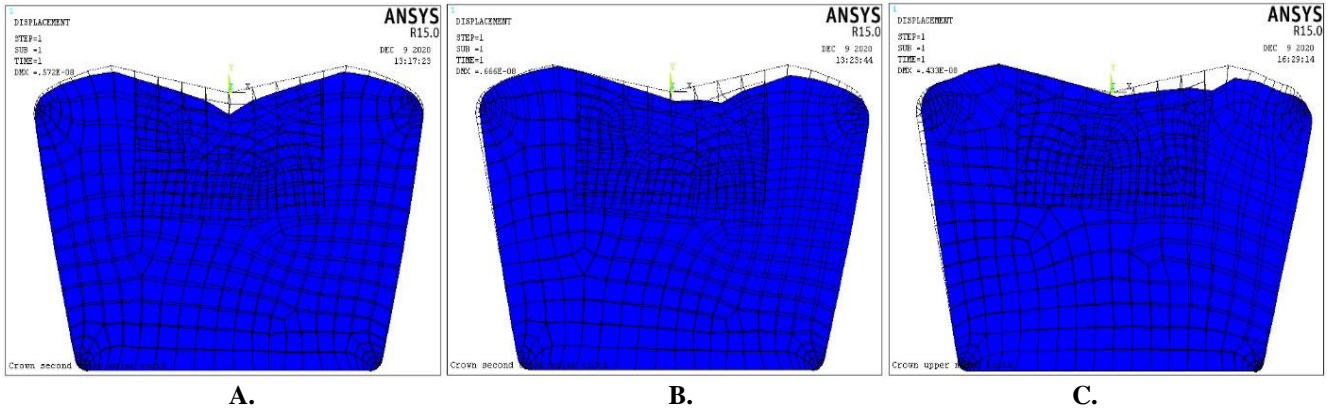 1
DISPLACEMENT
STEP=1
SUB =1
TIME=1
DMX =.572E-08
ANSYS
R15.0
DEC 9 2020
13:17:23
Y
X
Crown second
1
DISPLACEMENT
STEP=1
SUB =1
TIME=1
DMX =.666E-08
ANSYS
R15.0
DEC 9 2020
13:23:44
X
Crown second
1
DISPLACEMENT
STEP=1
SUB =1
TIME=1
DMX =.433E-08
ANSYS
R15.0
DEC 9 2020
16:29:14
X
Crown upper
A.
B.
C.